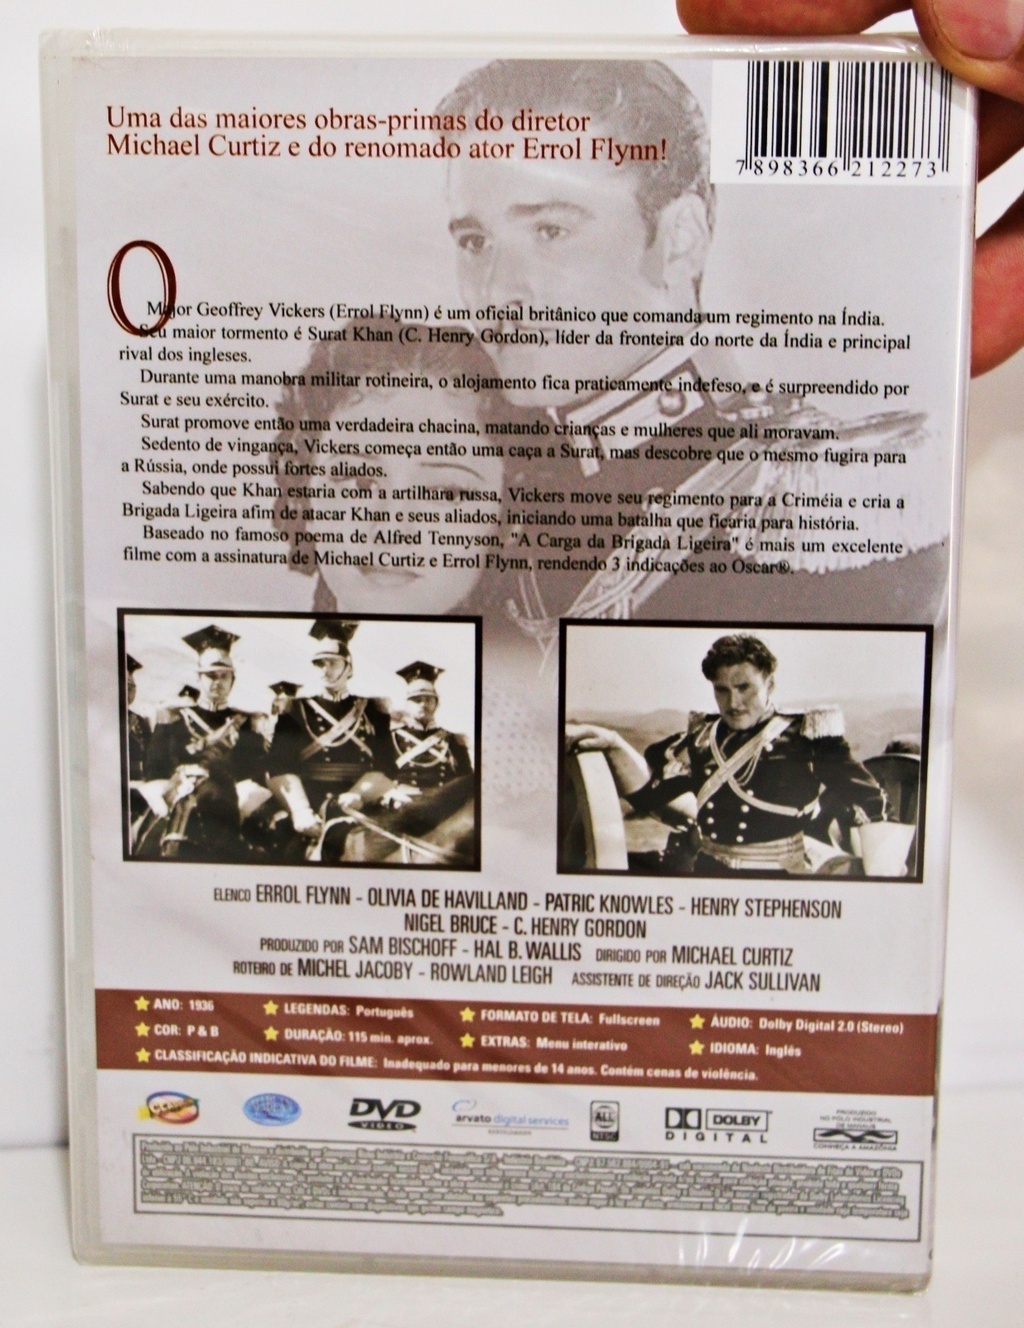 Uma das maiores obras-primas do diretor
Michael Curtiz e do renomado ator Errol Flynn!
7 898366 212273
O Major Geoffrey Vickers (Errol Flynn) é um oficial britânico que comanda um regimento na Índia.
Seu maior tormento é Surat Khan (C. Henry Gordon), líder da fronteira do norte da Índia e principal
rival dos ingleses.
Durante uma manobra militar rotineira, o alojamento fica praticamente indefeso, e é surpreendido por
Surat e seu exército.
Surat promove então uma verdadeira chacina, matando crianças e mulheres que ali moravam.
Sedento de vingança, Vickers começa então uma caça a Surat, mas descobre que o mesmo fugira para
a Rússia, onde possui fortes aliados.
Sabendo que Khan estaria com a artilhara russa, Vickers move seu regimento para a Criméia e cria a
Brigada Ligeira afim de atacar Khan e seus aliados, iniciando uma batalha que ficaria para história.
Baseado no famoso poema de Alfred Tennyson, "A Carga da Brigada Ligeira" é mais um excelente
filme com a assinatura de Michael Curtiz e Errol Flynn, rendendo 3 indicações ao Oscar®.
ELENCO ERROL FLYNN - OLIVIA DE HAVILLAND - PATRIC KNOWLES - HENRY STEPHENSON
NIGEL BRUCE - C. HENRY GORDON
PRODUZIDO POR SAM BISCHOFF - HAL B. WALLIS DIRIGIDO POR MICHAEL CURTIZ
ROTEIRO DE MICHEL JACOBY - ROWLAND LEIGH ASSISTENTE DE DIREÇÃO JACK SULLIVAN
ANO: 1936 LEGENDAS: Português FORMATO DE TELA: Fullscreen ÁUDIO: Dolby Digital 2.0 (Stereo)
COR: P & B DURAÇÃO: 115 min. aprox. EXTRAS: Menu interativo IDIOMA: Inglês
CLASSIFICAÇÃO INDICATIVA DO FILME: Inadequado para menores de 14 anos. Contém cenas de violência.
DVD
VIDEO
arvato digital services
ALL
NTSC
DOLBY
DIGITAL
PRODUZIDO
NO PÓLO INDUSTRIAL
DE MANAUS
CONHEÇA A AMAZÔNIA